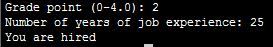 Grade point (0-4.0): 2
Number of years of job experience: 25
You are hired